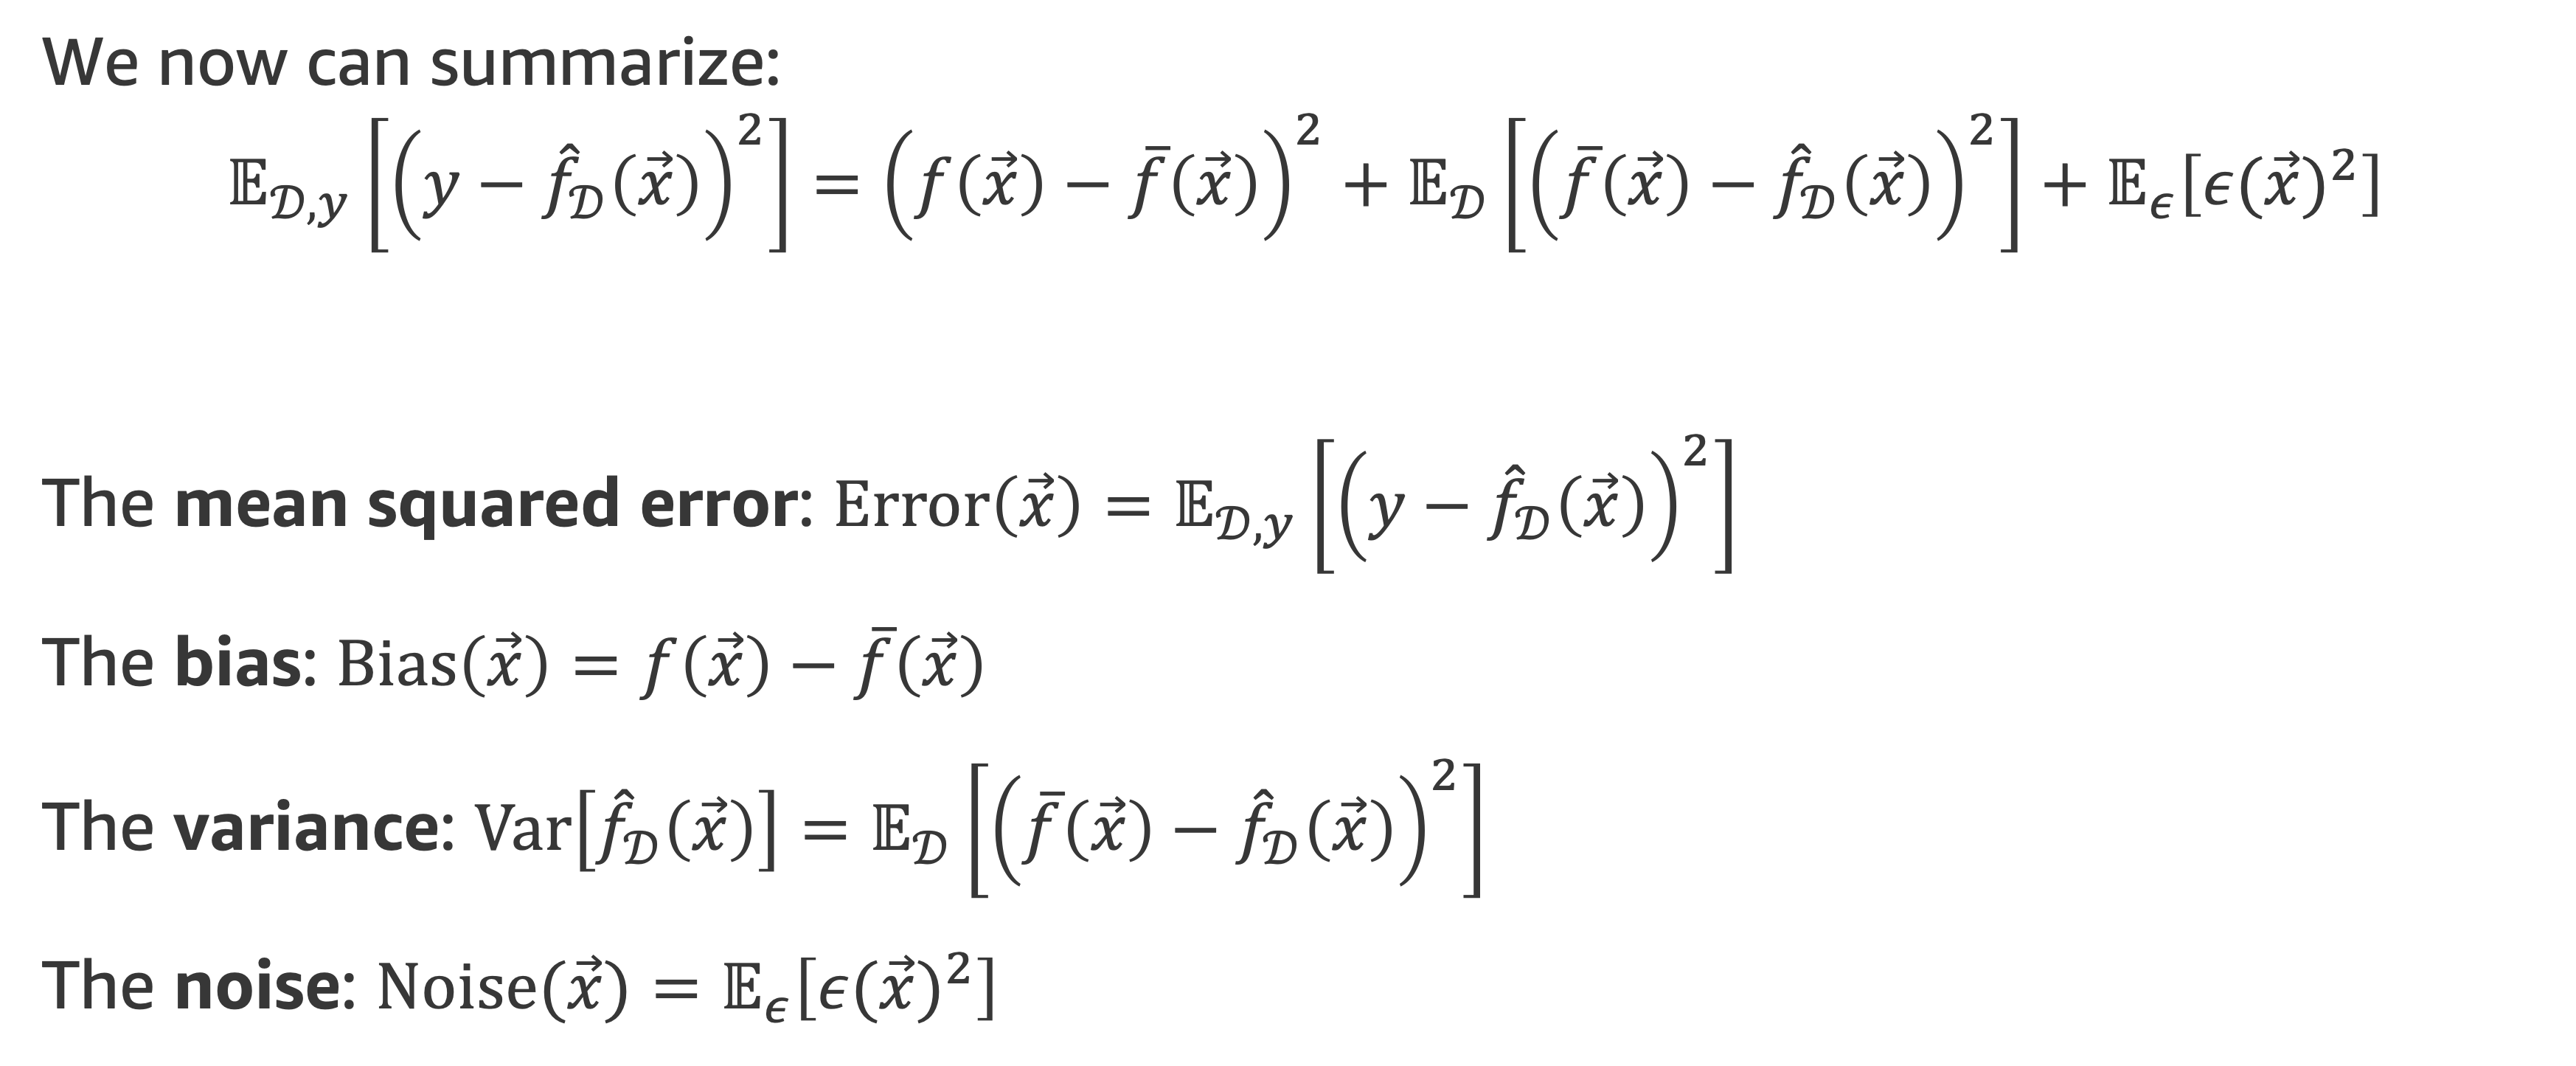 We now can summarize:
𝔼_{𝒟,y} [(y − f̂_𝒟(x⃗))²] = (f(x⃗) − f̄(x⃗))² + 𝔼_𝒟 [(f̄(x⃗) − f̂_𝒟(x⃗))²] + 𝔼_ϵ[ϵ(x⃗)²]
The mean squared error: Error(x⃗) = 𝔼_{𝒟,y} [(y − f̂_𝒟(x⃗))²]
The bias: Bias(x⃗) = f(x⃗) − f̄(x⃗)
The variance: Var[f̂_𝒟(x⃗)] = 𝔼_𝒟 [(f̄(x⃗) − f̂_𝒟(x⃗))²]
The noise: Noise(x⃗) = 𝔼_ϵ[ϵ(x⃗)²]